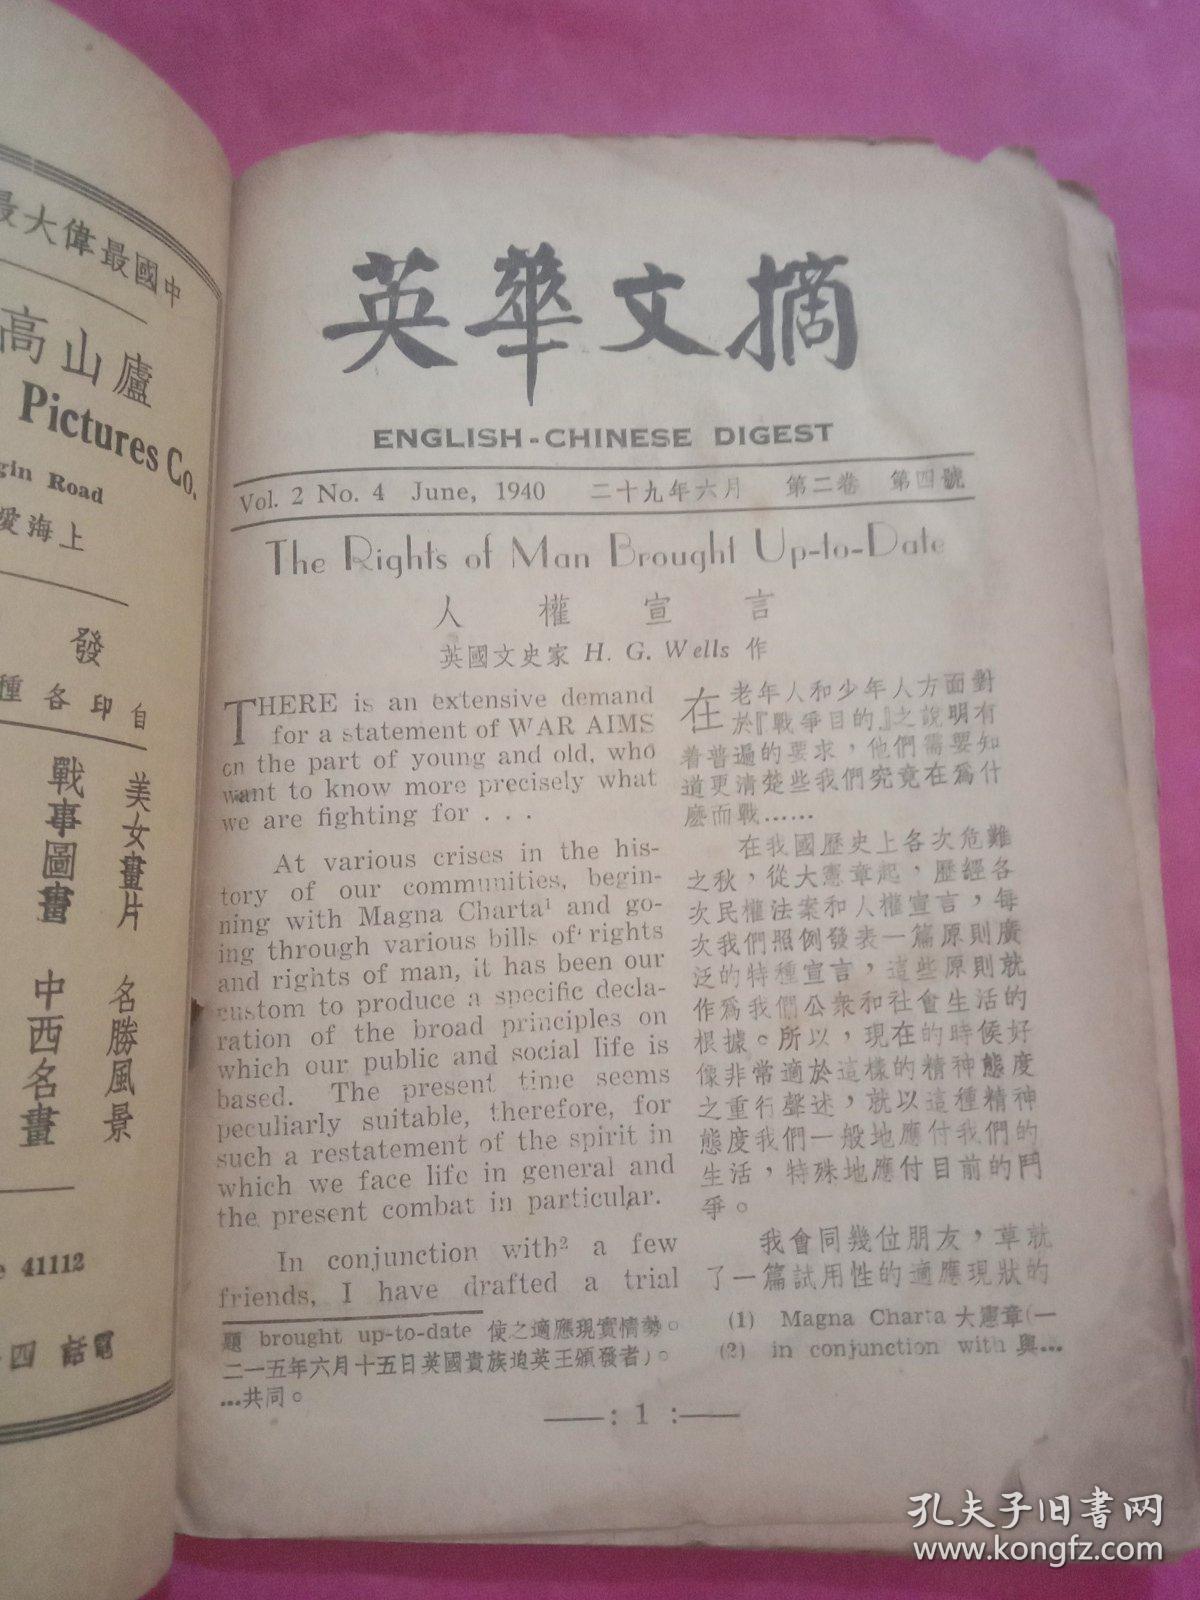 中國最偉大
廬山高
Pictures Co.
gin Road
上海愛
發
自印各種
美女畫片 名勝風景
戰事圖畫 中西名畫
41112
電話 四
英華文摘
ENGLISH-CHINESE DIGEST
Vol. 2 No. 4 June, 1940 二十九年六月 第二卷 第四號
The Rights of Man Brought Up-to-Date
人權宣言
英國文史家 H. G. Wells 作
THERE is an extensive demand
for a statement of WAR AIMS
on the part of young and old, who
want to know more precisely what
we are fighting for . . .
At various crises in the his-
tory of our communities, begin-
ning with Magna Charta¹ and go-
ing through various bills of rights
and rights of man, it has been our
custom to produce a specific decla-
ration of the broad principles on
which our public and social life is
based. The present time seems
peculiarly suitable, therefore, for
such a restatement of the spirit in
which we face life in general and
the present combat in particular.
In conjunction with² a few
friends, I have drafted a trial
在老年人和少年人方面對
於『戰爭目的』之說明有
着普遍的要求，他們需要知
道更清楚些我們究竟在爲什
麽而戰……
在我國歷史上各次危難
之秋，從大憲章起，歷經各
次民權法案和人權宣言，每
次我們照例發表一篇原則廣
泛的特種宣言，這些原則就
作爲我們公衆和社會生活的
根據。所以，現在的時候好
像非常適於這樣的精神態度
之重行聲述，就以這種精神
態度我們一般地應付我們的
生活，特殊地應付目前的鬥
爭。
我會同幾位朋友，草就
了一篇試用性的適應現狀的
題 brought up-to-date 使之適應現實情勢。 (1) Magna Charta 大憲章(一
二一五年六月十五日英國貴族迫英王頒發者)。 (2) in conjunction with 與…
…共同。
——: 1 :——
孔夫子旧書网
www.kongfz.com